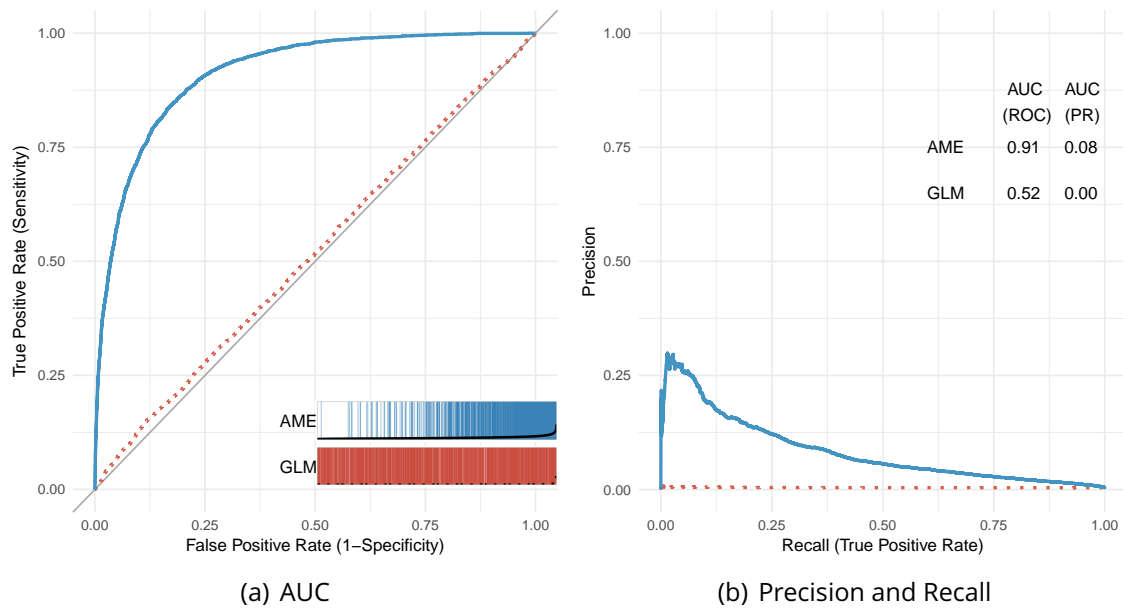 1.00
0.75
0.50
0.25
0.00
True Positive Rate (Sensitivity)
AME
GLM
0.00 0.25 0.50 0.75 1.00
False Positive Rate (1−Specificity)
(a) AUC
1.00
0.75
0.50
0.25
0.00
Precision
AUC AUC
(ROC) (PR)
AME 0.91 0.08
GLM 0.52 0.00
0.00 0.25 0.50 0.75 1.00
Recall (True Positive Rate)
(b) Precision and Recall